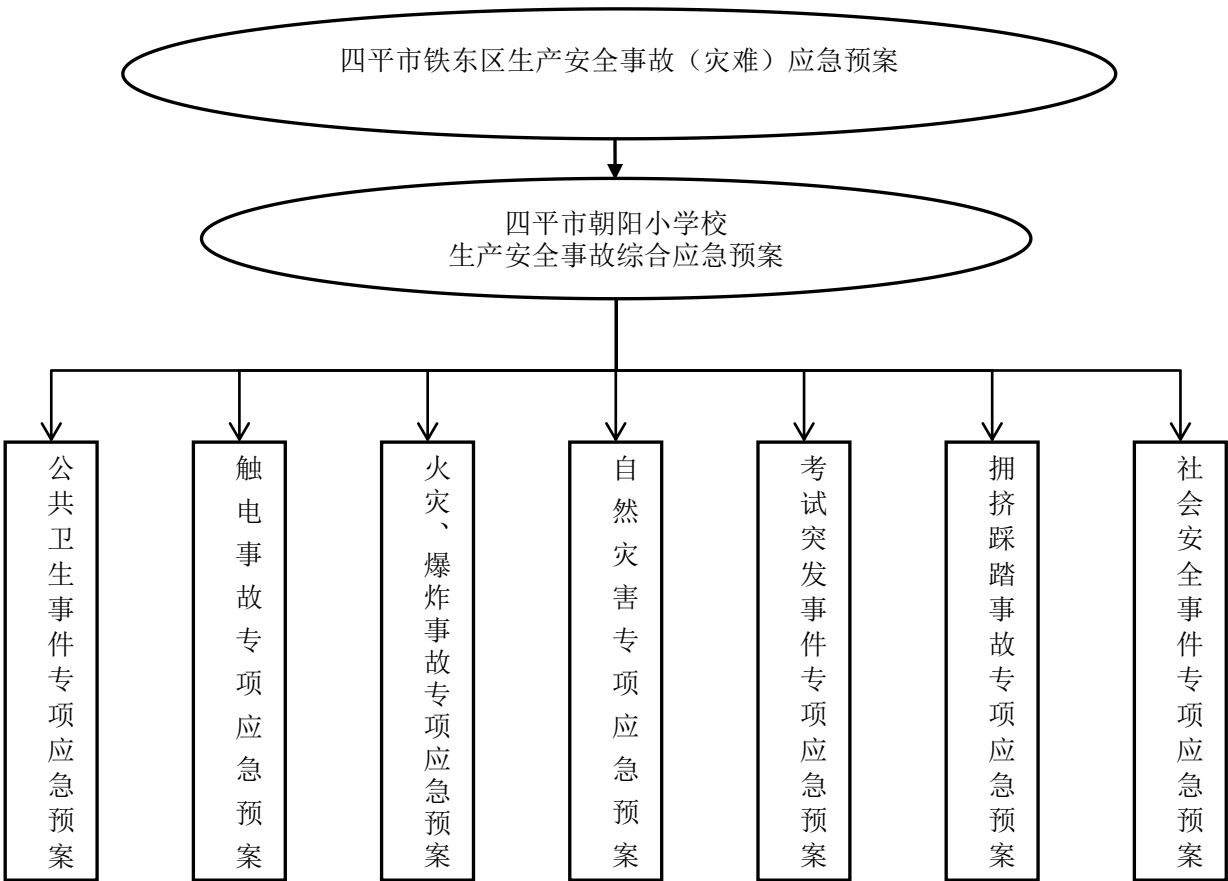 四平市铁东区生产安全事故（灾难）应急预案
四平市朝阳小学校
生产安全事故综合应急预案
公共卫生事件专项应急预案
触电事故专项应急预案
火灾、爆炸事故专项应急预案
自然灾害专项应急预案
考试突发事件专项应急预案
拥挤踩踏事故专项应急预案
社会安全事件专项应急预案